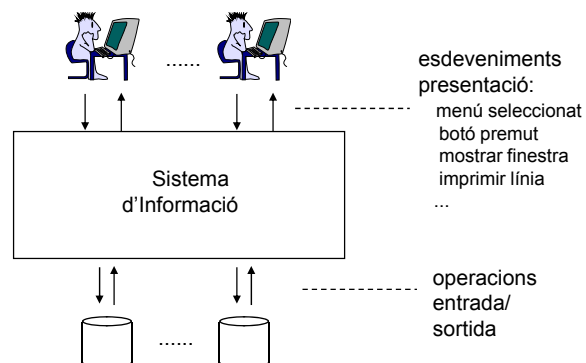 ......
esdeveniments
presentació:
menú seleccionat
botó premut
mostrar finestra
imprimir línia
...
Sistema
d'Informació
operacions
entrada/
sortida
......